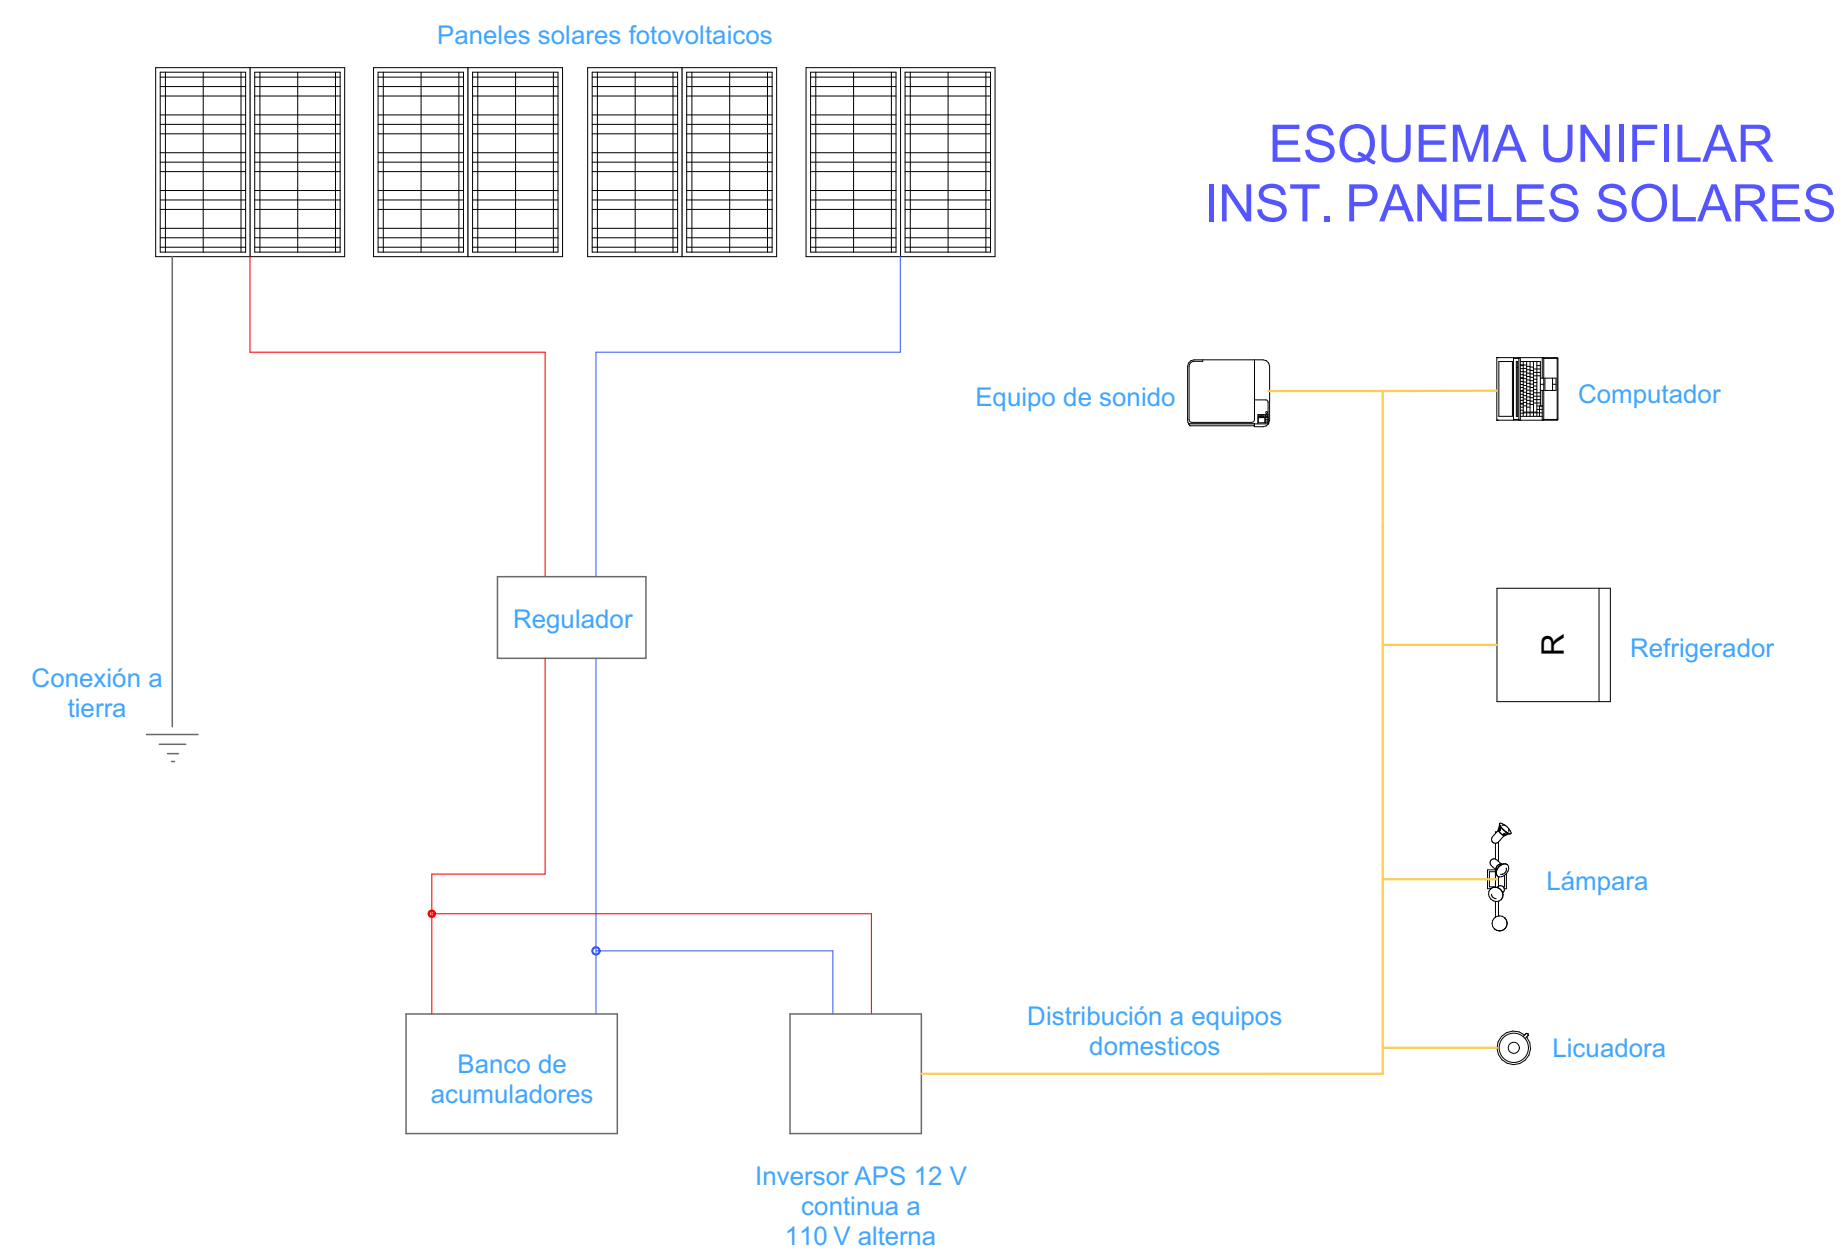 Paneles solares fotovoltaicos
ESQUEMA UNIFILAR
INST. PANELES SOLARES
Equipo de sonido
Computador
Regulador
R
Refrigerador
Conexión a
tierra
Lámpara
Distribución a equipos
domesticos
Licuadora
Banco de
acumuladores
Inversor APS 12 V
continua a
110 V alterna